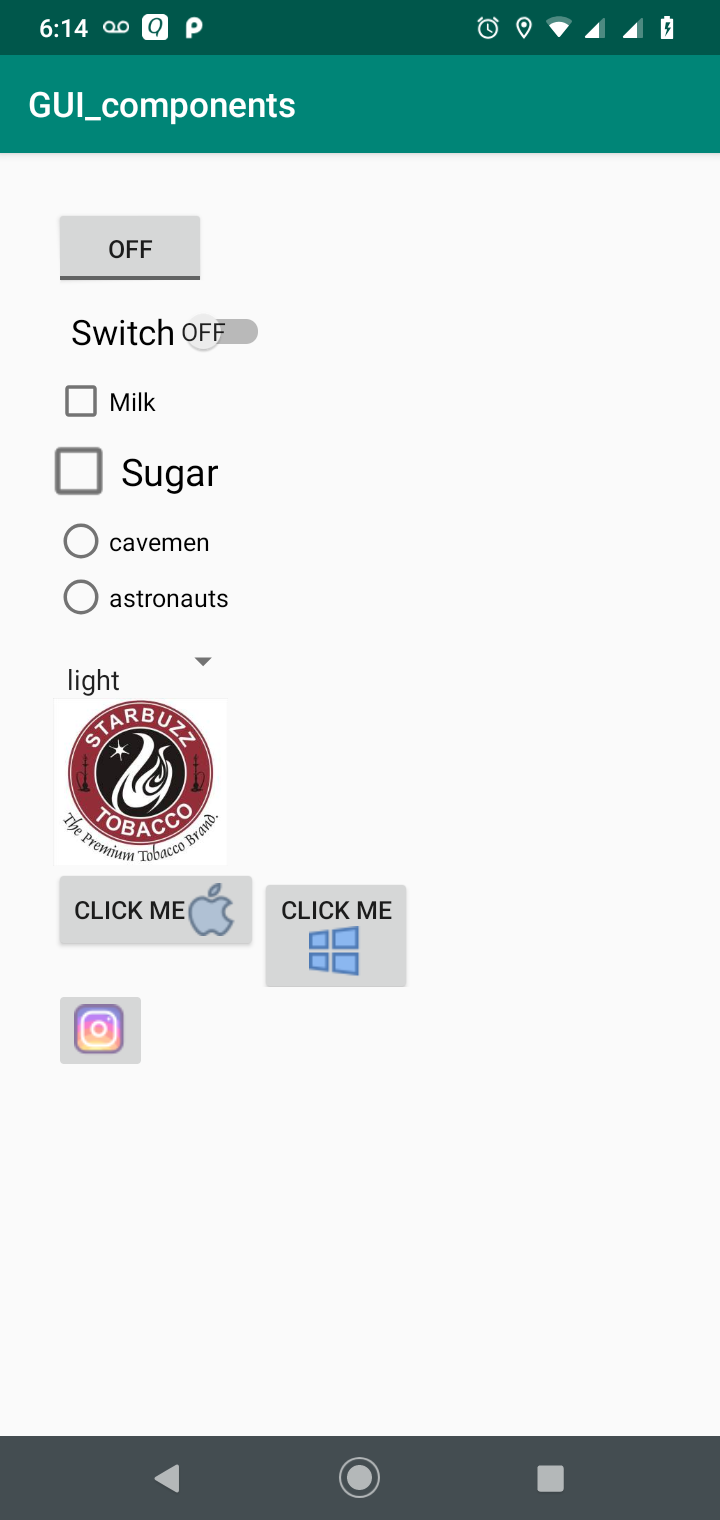 6:14
GUI_components
OFF
Switch OFF
Milk
Sugar
cavemen
astronauts
light
STARBUZZ
TOBACCO
The Premium Tobacco Brand.
CLICK ME
CLICK ME